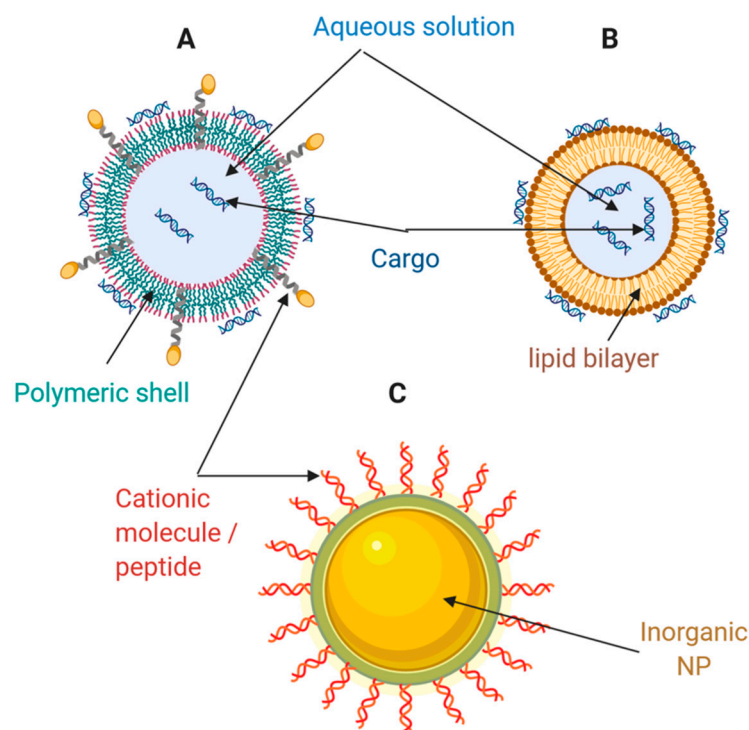 Aqueous solution
A
B
Cargo
lipid bilayer
Polymeric shell
C
Cationic
molecule /
peptide
Inorganic
NP